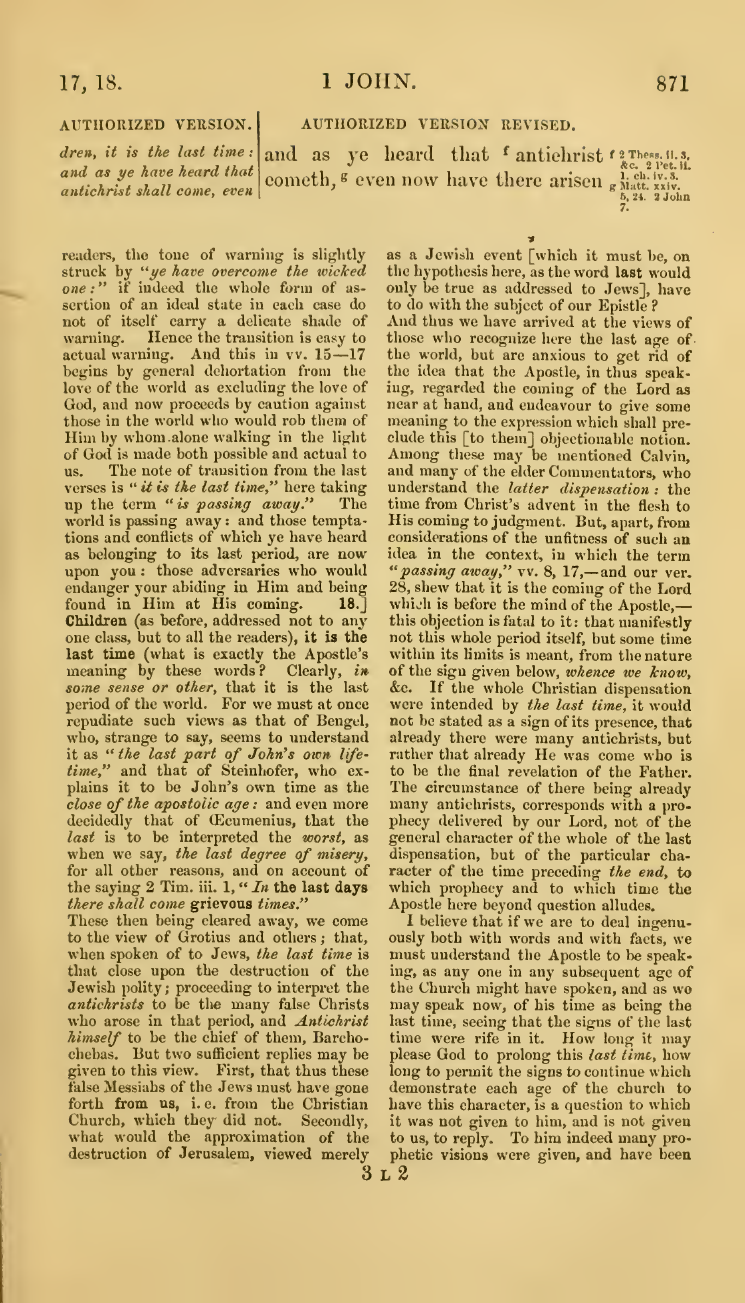 17, 18.
1 JOHN.
871
AUTHORIZED VERSION.
dren, it is the last time :
and as ye have heard that
antichrist shall come, even
AUTHORIZED VERSION REVISED.
and as ye heard that f antichrist
cometh, g even now have there arisen
f 2 Thess. ii. 3,
&c. 2 Pet. ii.
1. ch. iv. 3.
g Matt. xxiv.
5, 24. 2 John
7.
readers, the tone of warning is slightly
struck by “ye have overcome the wicked
one :” if indeed the whole form of as-
sertion of an ideal state in each case do
not of itself carry a delicate shade of
warning. Hence the transition is easy to
actual warning. And this in vv. 15—17
begins by general dehortation from the
love of the world as excluding the love of
God, and now proceeds by caution against
those in the world who would rob them of
Him by whom alone walking in the light
of God is made both possible and actual to
us. The note of transition from the last
verses is “ it is the last time,” here taking
up the term “ is passing away.” The
world is passing away : and those tempta-
tions and conflicts of which ye have heard
as belonging to its last period, are now
upon you : those adversaries who would
endanger your abiding in Him and being
found in Him at His coming. 18.]
Children (as before, addressed not to any
one class, but to all the readers), it is the
last time (what is exactly the Apostle’s
meaning by these words ? Clearly, in
some sense or other, that it is the last
period of the world. For we must at once
repudiate such views as that of Bengel,
who, strange to say, seems to understand
it as “ the last part of John’s own life-
time,” and that of Steinhofer, who ex-
plains it to be John’s own time as the
close of the apostolic age : and even more
decidedly that of Œcumenius, that the
last is to be interpreted the worst, as
when we say, the last degree of misery,
for all other reasons, and on account of
the saying 2 Tim. iii. 1, “ In the last days
there shall come grievous times.”
These then being cleared away, we come
to the view of Grotius and others ; that,
when spoken of to Jews, the last time is
that close upon the destruction of the
Jewish polity ; proceeding to interpret the
antichrists to be the many false Christs
who arose in that period, and Antichrist
himself to be the chief of them, Barcho-
chebas. But two sufficient replies may be
given to this view. First, that thus these
false Messiahs of the Jews must have gone
forth from us, i. e. from the Christian
Church, which they did not. Secondly,
what would the approximation of the
destruction of Jerusalem, viewed merely
as a Jewish event [which it must be, on
the hypothesis here, as the word last would
only be true as addressed to Jews], have
to do with the subject of our Epistle ?
And thus we have arrived at the views of
those who recognize here the last age of
the world, but are anxious to get rid of
the idea that the Apostle, in thus speak-
ing, regarded the coming of the Lord as
near at hand, and endeavour to give some
meaning to the expression which shall pre-
clude this [to them] objectionable notion.
Among these may be mentioned Calvin,
and many of the elder Commentators, who
understand the latter dispensation : the
time from Christ’s advent in the flesh to
His coming to judgment. But, apart, from
considerations of the unfitness of such an
idea in the context, in which the term
“passing away,” vv. 8, 17,—and our ver.
28, shew that it is the coming of the Lord
which is before the mind of the Apostle,—
this objection is fatal to it : that manifestly
not this whole period itself, but some time
within its limits is meant, from the nature
of the sign given below, whence we know,
&c. If the whole Christian dispensation
were intended by the last time, it would
not be stated as a sign of its presence, that
already there were many antichrists, but
rather that already He was come who is
to be the final revelation of the Father.
The circumstance of there being already
many antichrists, corresponds with a pro-
phecy delivered by our Lord, not of the
general character of the whole of the last
dispensation, but of the particular cha-
racter of the time preceding the end, to
which prophecy and to which time the
Apostle here beyond question alludes.
I believe that if we are to deal ingenu-
ously both with words and with facts, we
must understand the Apostle to be speak-
ing, as any one in any subsequent age of
the Church might have spoken, and as we
may speak now, of his time as being the
last time, seeing that the signs of the last
time were rife in it. How long it may
please God to prolong this last time, how
long to permit the signs to continue which
demonstrate each age of the church to
have this character, is a question to which
it was not given to him, and is not given
to us, to reply. To him indeed many pro-
phetic visions were given, and have been
3 L 2